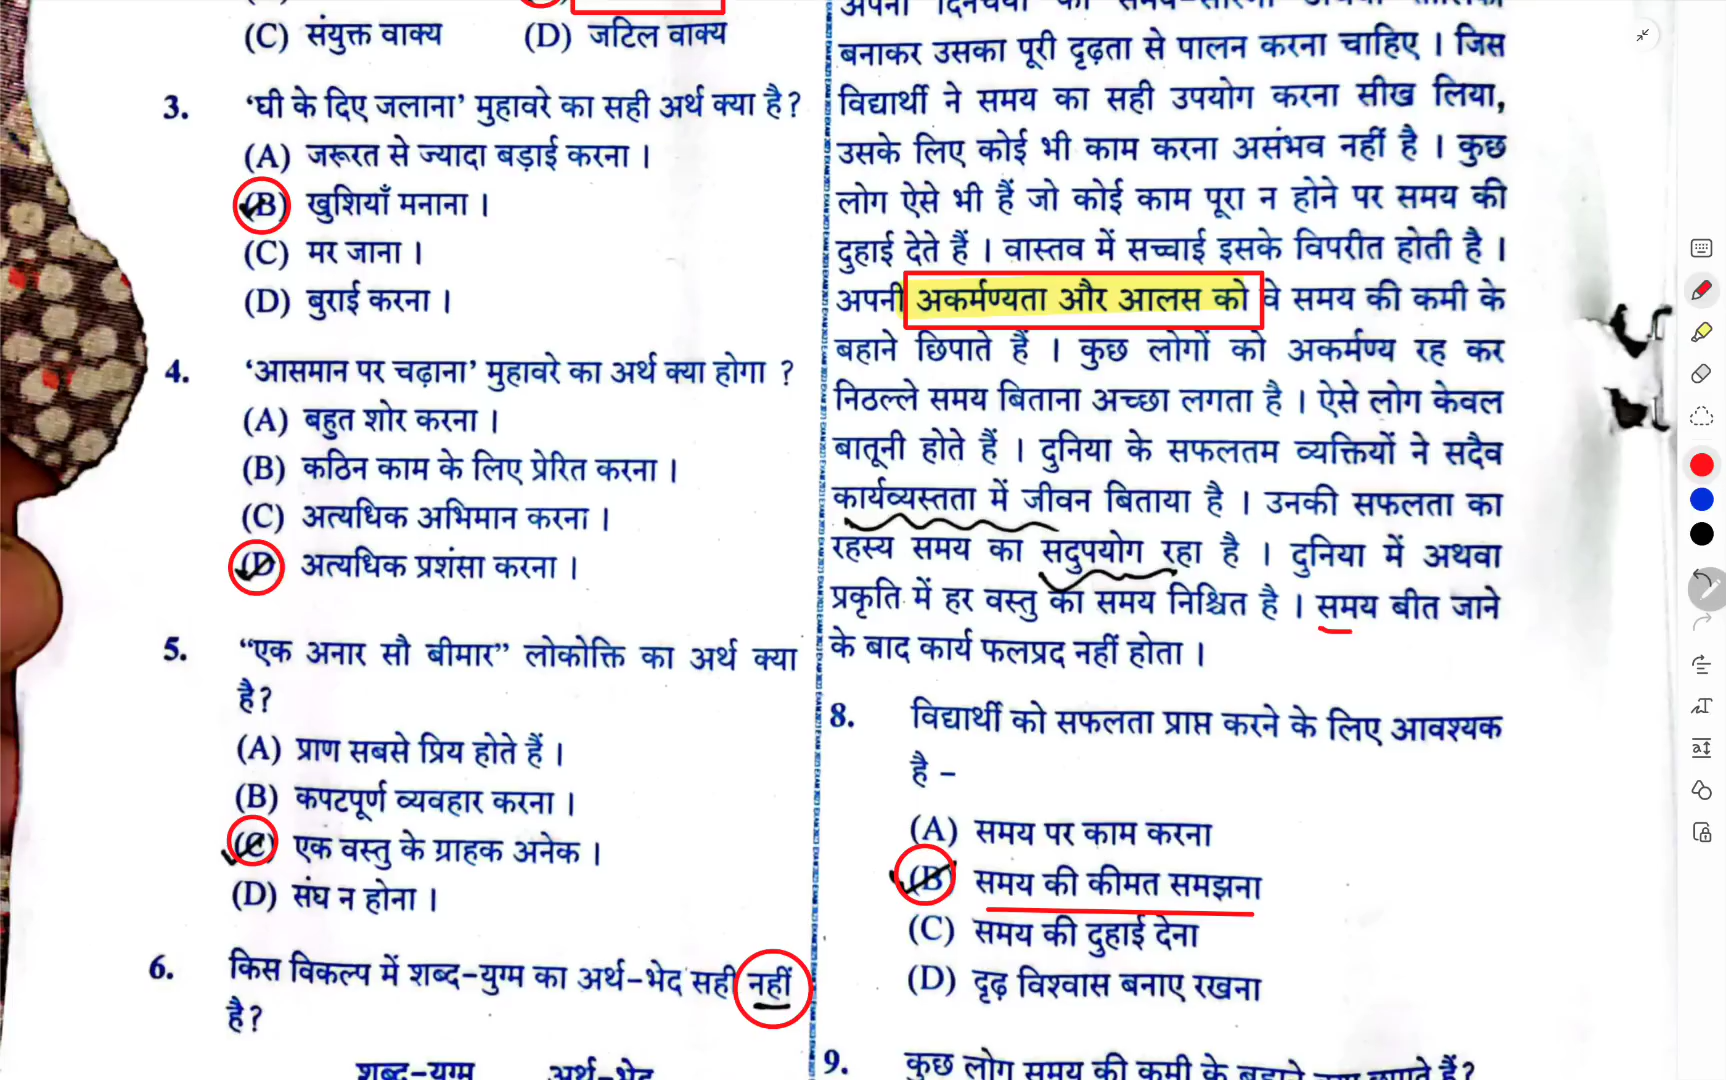 (C) संयुक्त वाक्य (D) जटिल वाक्य
3. ‘घी के दिए जलाना’ मुहावरे का सही अर्थ क्या है?
(A) जरूरत से ज्यादा बड़ाई करना ।
(B) खुशियाँ मनाना ।
(C) मर जाना ।
(D) बुराई करना ।
4. ‘आसमान पर चढ़ाना’ मुहावरे का अर्थ क्या होगा ?
(A) बहुत शोर करना ।
(B) कठिन काम के लिए प्रेरित करना ।
(C) अत्यधिक अभिमान करना ।
(D) अत्यधिक प्रशंसा करना ।
5. “एक अनार सौ बीमार” लोकोक्ति का अर्थ क्या
है?
(A) प्राण सबसे प्रिय होते हैं ।
(B) कपटपूर्ण व्यवहार करना ।
(C) एक वस्तु के ग्राहक अनेक ।
(D) संघ न होना ।
6. किस विकल्प में शब्द-युग्म का अर्थ-भेद सही नहीं
है?
शब्द-युग्म अर्थ-भेद
बनाकर उसका पूरी दृढ़ता से पालन करना चाहिए । जिस
विद्यार्थी ने समय का सही उपयोग करना सीख लिया,
उसके लिए कोई भी काम करना असंभव नहीं है । कुछ
लोग ऐसे भी हैं जो कोई काम पूरा न होने पर समय की
दुहाई देते हैं । वास्तव में सच्चाई इसके विपरीत होती है ।
अपनी अकर्मण्यता और आलस को वे समय की कमी के
बहाने छिपाते हैं । कुछ लोगों को अकर्मण्य रह कर
निठल्ले समय बिताना अच्छा लगता है । ऐसे लोग केवल
बातूनी होते हैं । दुनिया के सफलतम व्यक्तियों ने सदैव
कार्यव्यस्तता में जीवन बिताया है । उनकी सफलता का
रहस्य समय का सदुपयोग रहा है । दुनिया में अथवा
प्रकृति में हर वस्तु का समय निश्चित है । समय बीत जाने
के बाद कार्य फलप्रद नहीं होता ।
8. विद्यार्थी को सफलता प्राप्त करने के लिए आवश्यक
है –
(A) समय पर काम करना
(B) समय की कीमत समझना
(C) समय की दुहाई देना
(D) दृढ़ विश्वास बनाए रखना
9. कुछ लोग समय की कमी के बहाने